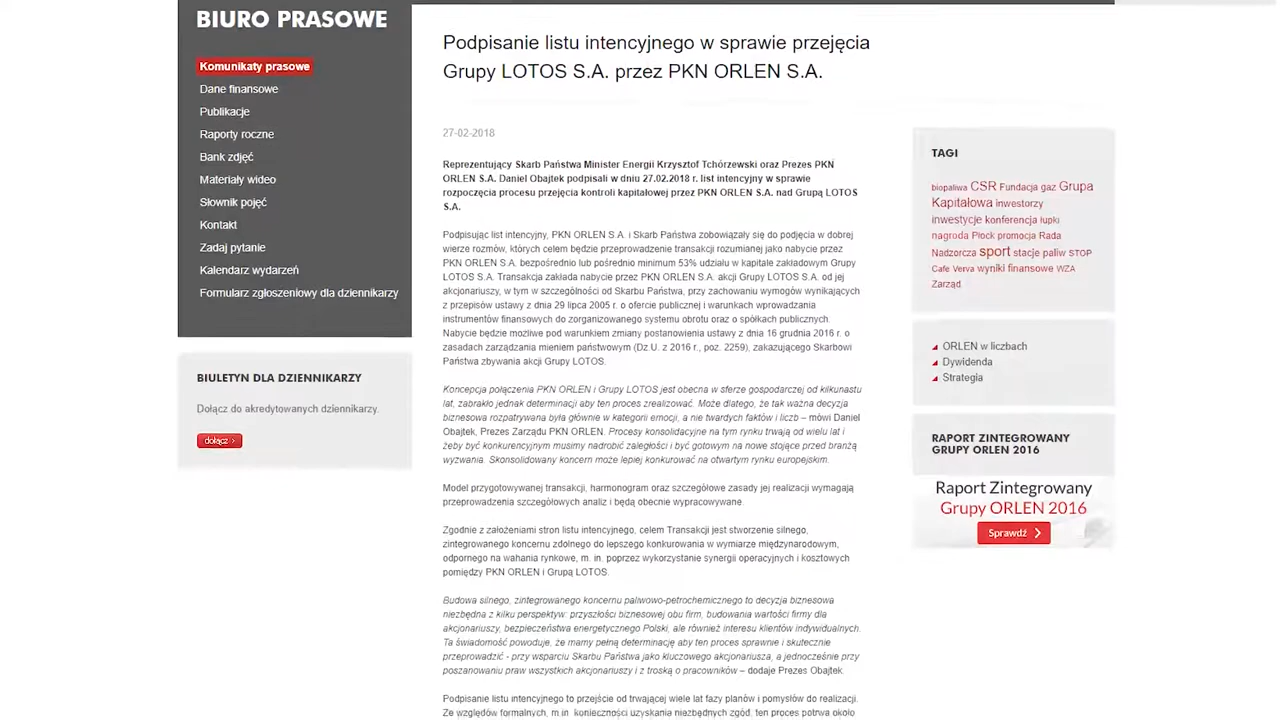 BIURO PRASOWE
Komunikaty prasowe
Dane finansowe
Publikacje
Raporty roczne
Bank zdjęć
Materiały wideo
Słownik pojęć
Kontakt
Zadaj pytanie
Kalendarz wydarzeń
Formularz zgłoszeniowy dla dziennikarzy
BIULETYN DLA DZIENNIKARZY
Dołącz do akredytowanych dziennikarzy.
dołącz ›
Podpisanie listu intencyjnego w sprawie przejęcia
Grupy LOTOS S.A. przez PKN ORLEN S.A.
27-02-2018
Reprezentujący Skarb Państwa Minister Energii Krzysztof Tchórzewski oraz Prezes PKN
ORLEN S.A. Daniel Obajtek podpisali w dniu 27.02.2018 r. list intencyjny w sprawie
rozpoczęcia procesu przejęcia kontroli kapitałowej przez PKN ORLEN S.A. nad Grupą LOTOS
S.A.
Podpisując list intencyjny, PKN ORLEN S.A. i Skarb Państwa zobowiązały się do podjęcia w dobrej
wierze rozmów, których celem będzie przeprowadzenie transakcji rozumianej jako nabycie przez
PKN ORLEN S.A. bezpośrednio lub pośrednio minimum 53% udziału w kapitale zakładowym Grupy
LOTOS S.A. Transakcja zakłada nabycie przez PKN ORLEN S.A. akcji Grupy LOTOS S.A. od jej
akcjonariuszy, w tym w szczególności od Skarbu Państwa, przy zachowaniu wymogów wynikających
z przepisów ustawy z dnia 29 lipca 2005 r. o ofercie publicznej i warunkach wprowadzania
instrumentów finansowych do zorganizowanego systemu obrotu oraz o spółkach publicznych.
Nabycie będzie możliwe pod warunkiem zmiany postanowienia ustawy z dnia 16 grudnia 2016 r. o
zasadach zarządzania mieniem państwowym (Dz U. z 2016 r., poz. 2259), zakazującego Skarbowi
Państwa zbywania akcji Grupy LOTOS.
Koncepcja połączenia PKN ORLEN i Grupy LOTOS jest obecna w sferze gospodarczej od kilkunastu
lat, zabrakło jednak determinacji aby ten proces zrealizować. Może dlatego, że tak ważna decyzja
biznesowa rozpatrywana była głównie w kategorii emocji, a nie twardych faktów i liczb – mówi Daniel
Obajtek, Prezes Zarządu PKN ORLEN. Procesy konsolidacyjne na tym rynku trwają od wielu lat i
żeby być konkurencyjnym musimy nadrobić zaległości i być gotowym na nowe stojące przed branżą
wyzwania. Skonsolidowany koncern może lepiej konkurować na otwartym rynku europejskim.
Model przygotowywanej transakcji, harmonogram oraz szczegółowe zasady jej realizacji wymagają
przeprowadzenia szczegółowych analiz i będą obecnie wypracowywane.
Zgodnie z założeniami stron listu intencyjnego, celem Transakcji jest stworzenie silnego,
zintegrowanego koncernu zdolnego do lepszego konkurowania w wymiarze międzynarodowym,
odpornego na wahania rynkowe, m. in. poprzez wykorzystanie synergii operacyjnych i kosztowych
pomiędzy PKN ORLEN i Grupą LOTOS.
Budowa silnego, zintegrowanego koncernu paliwowo-petrochemicznego to decyzja biznesowa
niezbędna z kilku perspektyw: przyszłości biznesowej obu firm, budowania wartości firmy dla
akcjonariuszy, bezpieczeństwa energetycznego Polski, ale również interesu klientów indywidualnych.
Ta świadomość powoduje, że mamy pełną determinację aby ten proces sprawnie i skutecznie
przeprowadzić - przy wsparciu Skarbu Państwa jako kluczowego akcjonariusza, a jednocześnie przy
poszanowaniu praw wszystkich akcjonariuszy i z troską o pracowników – dodaje Prezes Obajtek.
Podpisanie listu intencyjnego to przejście od trwającej wiele lat fazy planów i pomysłów do realizacji.
Ze względów formalnych, m.in. konieczności uzyskania niezbędnych zgód, ten proces potrwa około
TAGI
biopaliwa CSR Fundacja gaz Grupa
Kapitałowa inwestorzy
inwestycje konferencja łupki
nagroda Płock promocja Rada
Nadzorcza sport stacje paliw STOP
Cafe Verva wyniki finansowe WZA
Zarząd
ORLEN w liczbach
Dywidenda
Strategia
RAPORT ZINTEGROWANY
GRUPY ORLEN 2016
Raport Zintegrowany
Grupy ORLEN 2016
Sprawdź